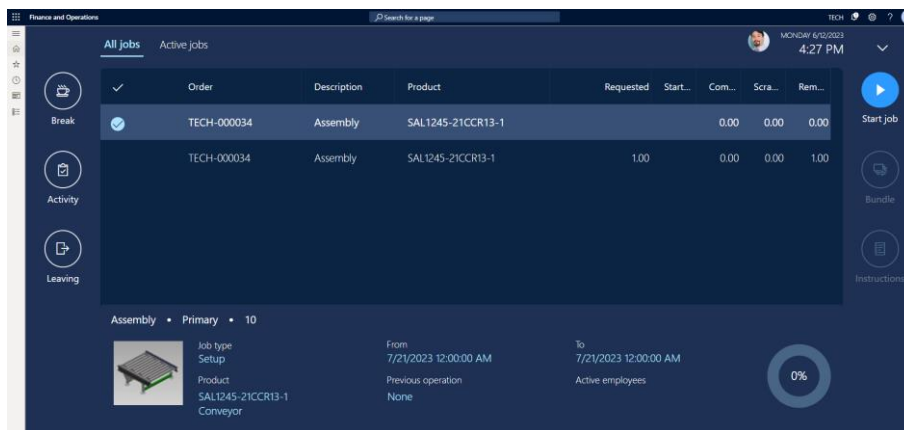 Finance and Operations
Search for a page
TECH
?
All jobs
Active jobs
MONDAY 6/12/2023
4:27 PM
Break
Activity
Leaving
Order Description Product Requested Start... Com... Scra... Rem...
TECH-000034 Assembly SAL1245-21CCR13-1 0.00 0.00 0.00
TECH-000034 Assembly SAL1245-21CCR13-1 1.00 0.00 0.00 1.00
Start job
Bundle
Instructions
Assembly • Primary • 10
Job type
Setup
Product
SAL1245-21CCR13-1
Conveyor
From
7/21/2023 12:00:00 AM
Previous operation
None
To
7/21/2023 12:00:00 AM
Active employees
0%